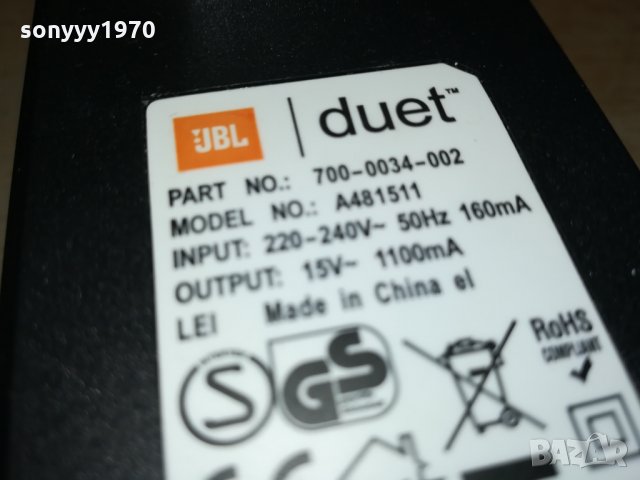 sonyyy1970
JBL | duet™
PART NO.: 700-0034-002
MODEL NO.: A481511
INPUT: 220-240V~ 50Hz 160mA
OUTPUT: 15V~ 1100mA
LEI Made in China el
S
GS
RoHS
COMPLIANT
BAZAR